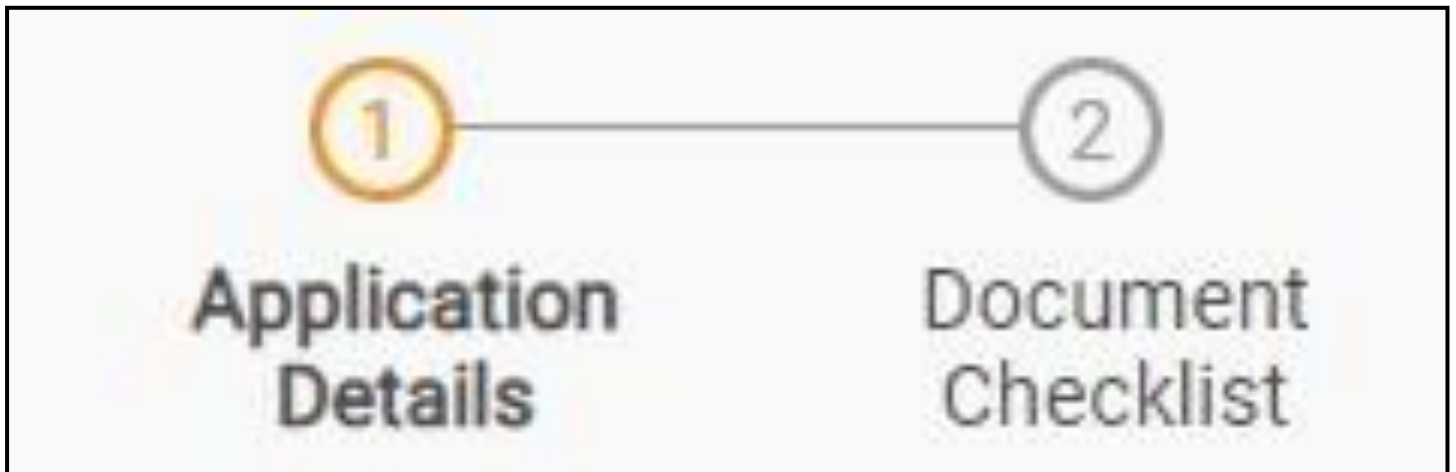 1
2
Application
Details
Document
Checklist